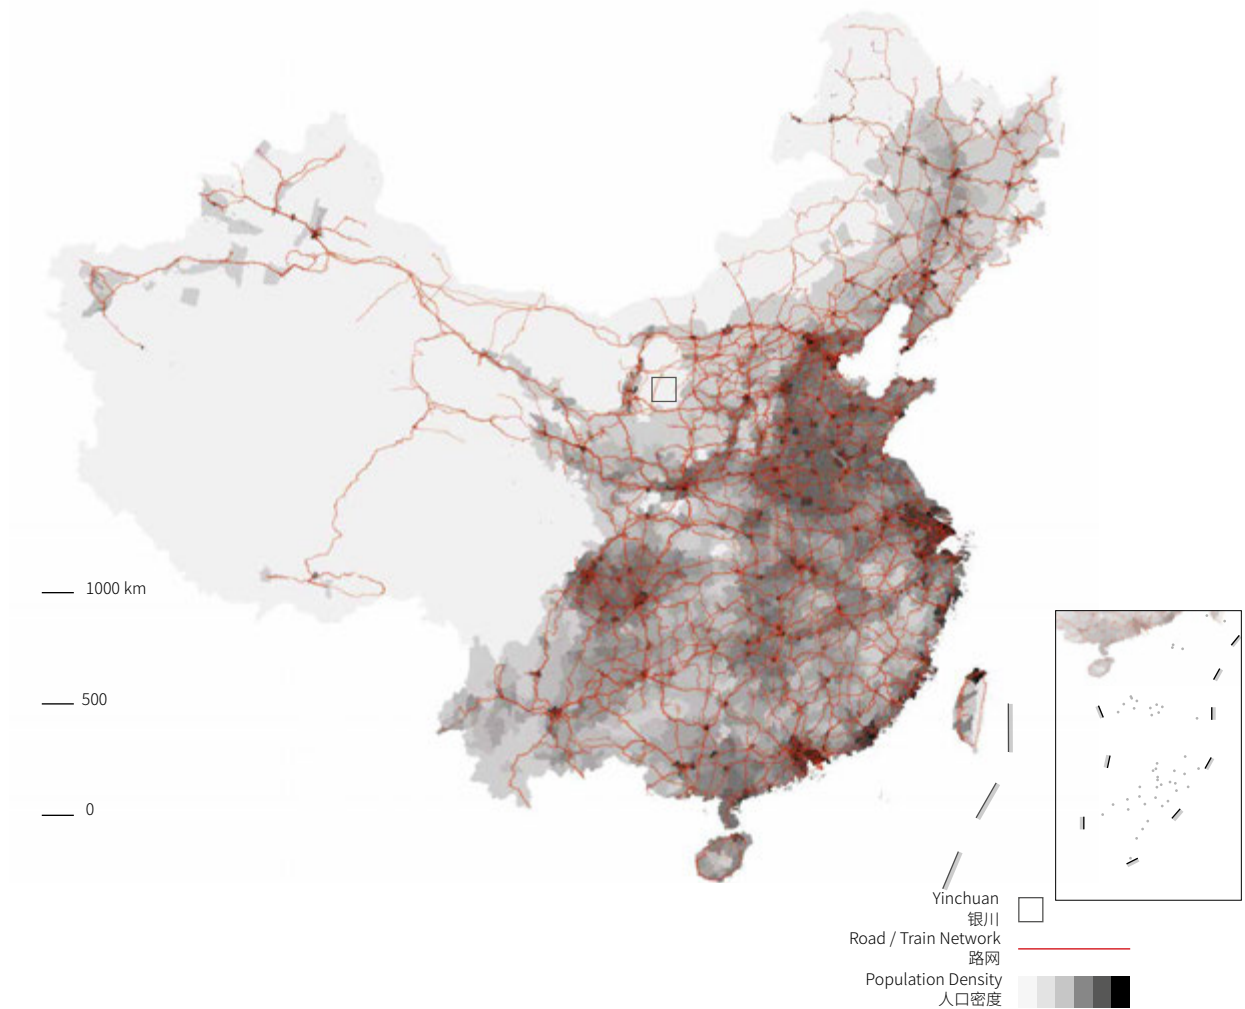 1000 km
500
0
Yinchuan
银川
Road / Train Network
路网
Population Density
人口密度